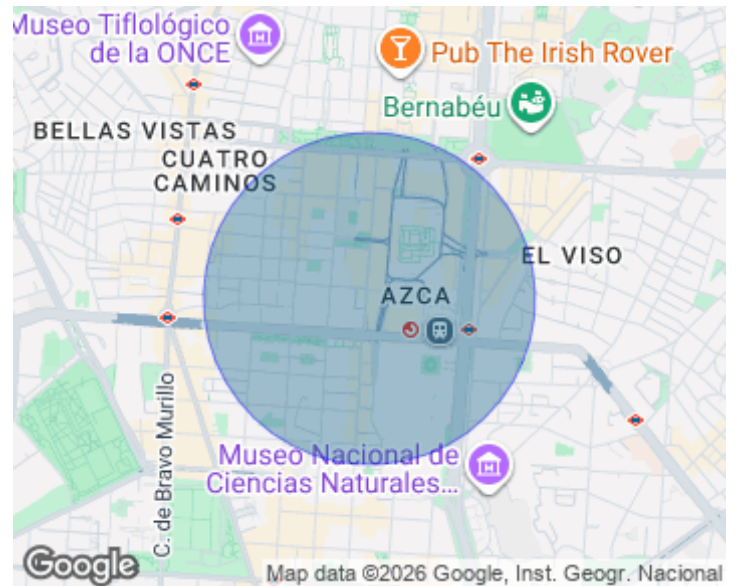 Museo Tiflológico
de la ONCE
Pub The Irish Rover
Bernabéu
BELLAS VISTAS
CUATRO
CAMINOS
EL VISO
AZCA
C. de Bravo Murillo
Museo Nacional de
Ciencias Naturales...
Google
Map data ©2026 Google, Inst. Geogr. Nacional